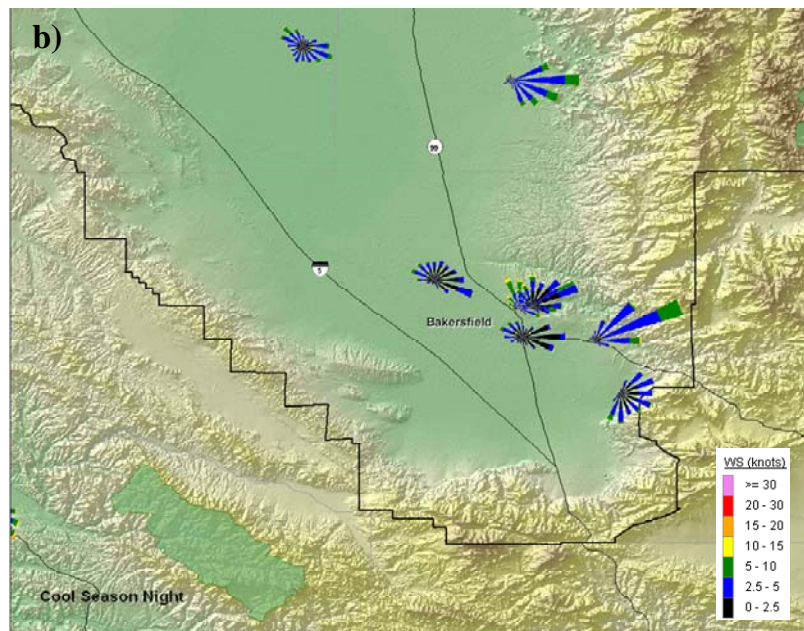 b)
99
5
Bakersfield
WS (knots)
>= 30
20 - 30
15 - 20
10 - 15
5 - 10
2.5 - 5
0 - 2.5
Cool Season Night